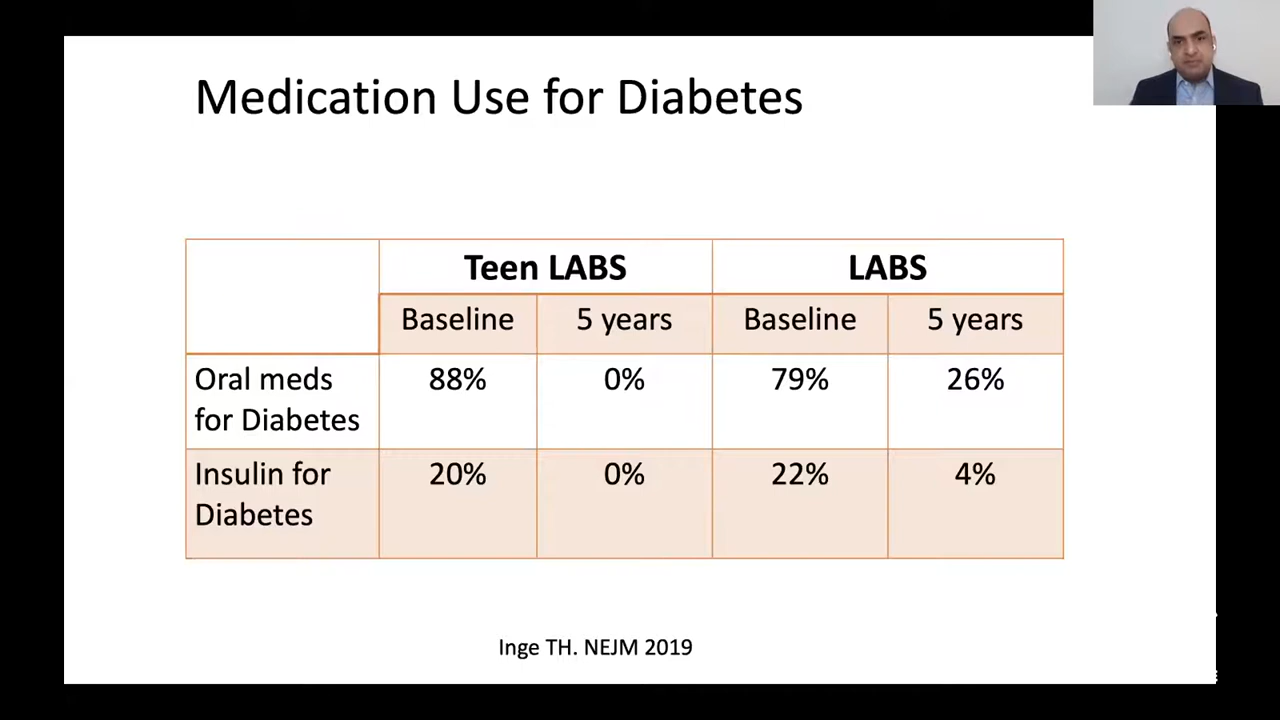 Medication Use for Diabetes
Teen LABS LABS
Baseline 5 years Baseline 5 years
Oral meds 88% 0% 79% 26%
for Diabetes
Insulin for 20% 0% 22% 4%
Diabetes
Inge TH. NEJM 2019